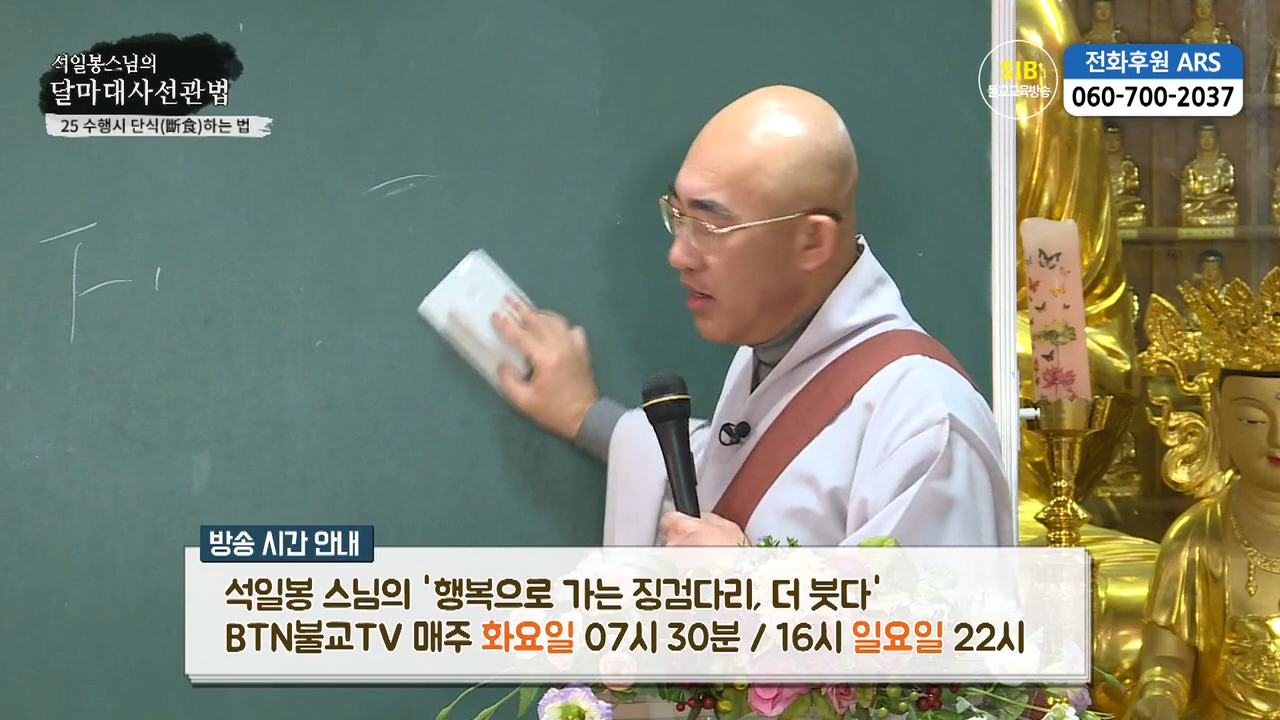 석일봉스님의
달마대사선관법
25 수행시 단식(斷食)하는 법
SIB
불교교육방송
전화후원 ARS
060-700-2037
방송 시간 안내
석일봉 스님의 '행복으로 가는 징검다리, 더 붓다'
BTN불교TV 매주 화요일 07시 30분 / 16시 일요일 22시